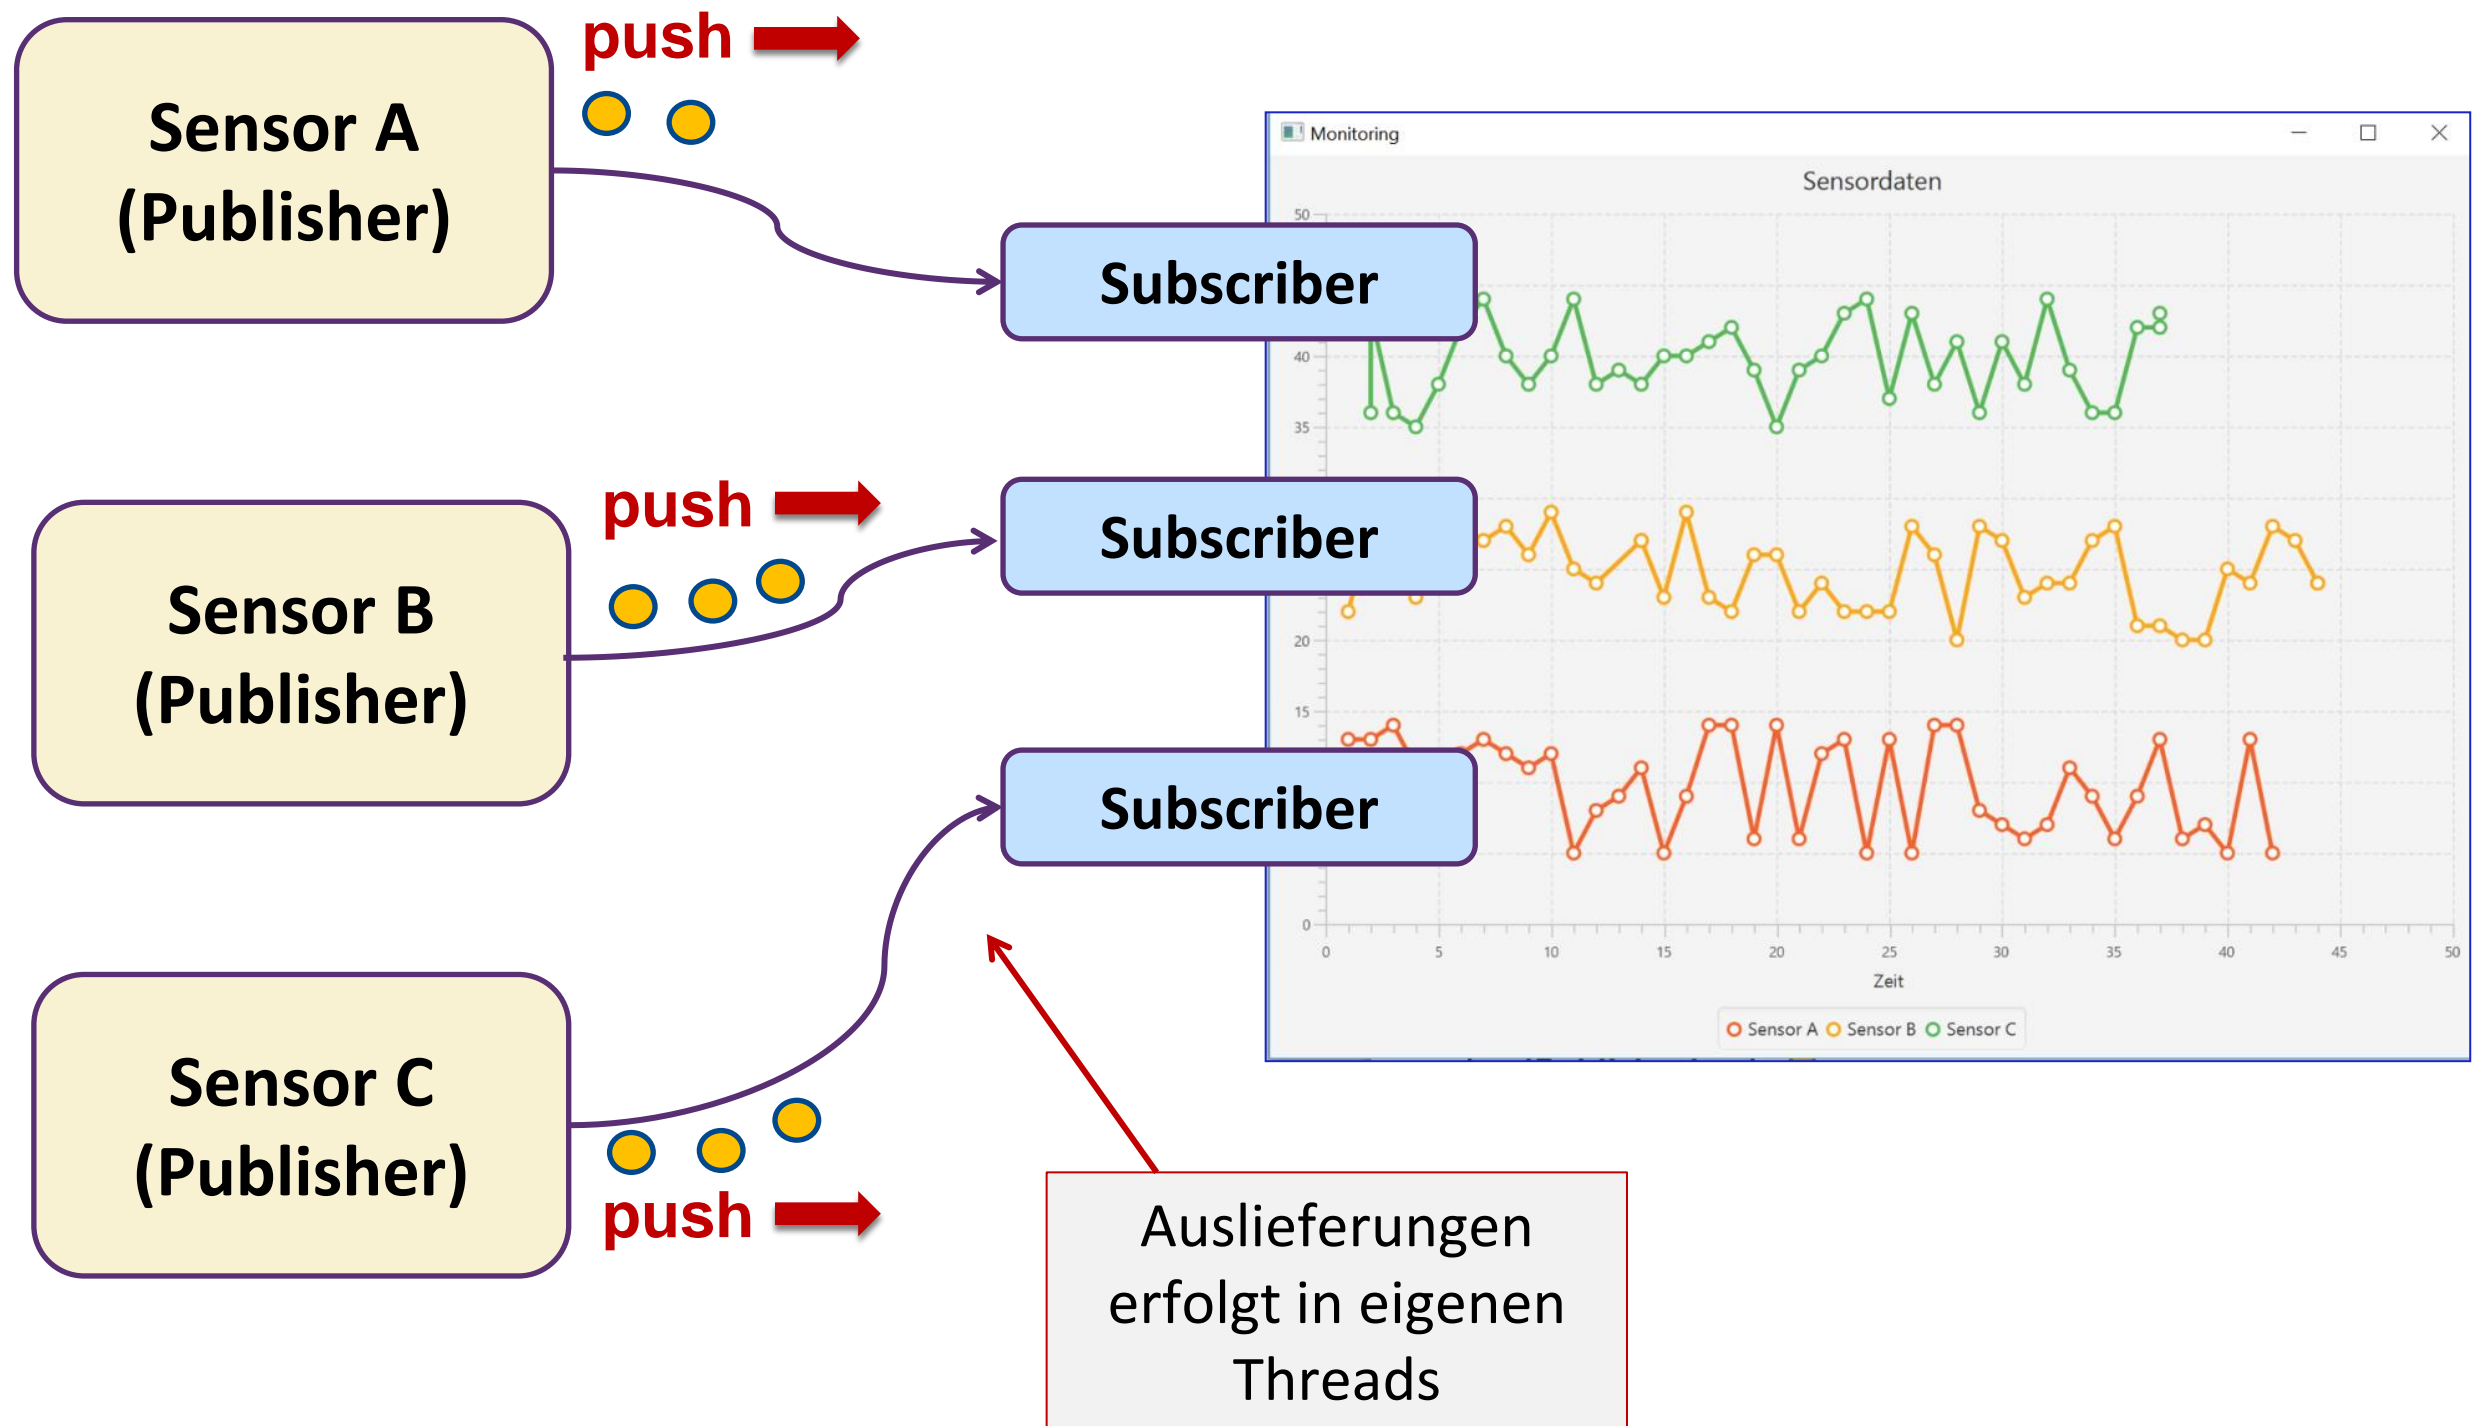 push
Sensor A
(Publisher)
Subscriber
push
Sensor B
(Publisher)
Subscriber
Subscriber
Sensor C
(Publisher)
push
Auslieferungen
erfolgt in eigenen
Threads
Monitoring
Sensordaten
50
40
35
20
15
0
0 5 10 15 20 25 30 35 40 45 50
Zeit
Sensor A Sensor B Sensor C